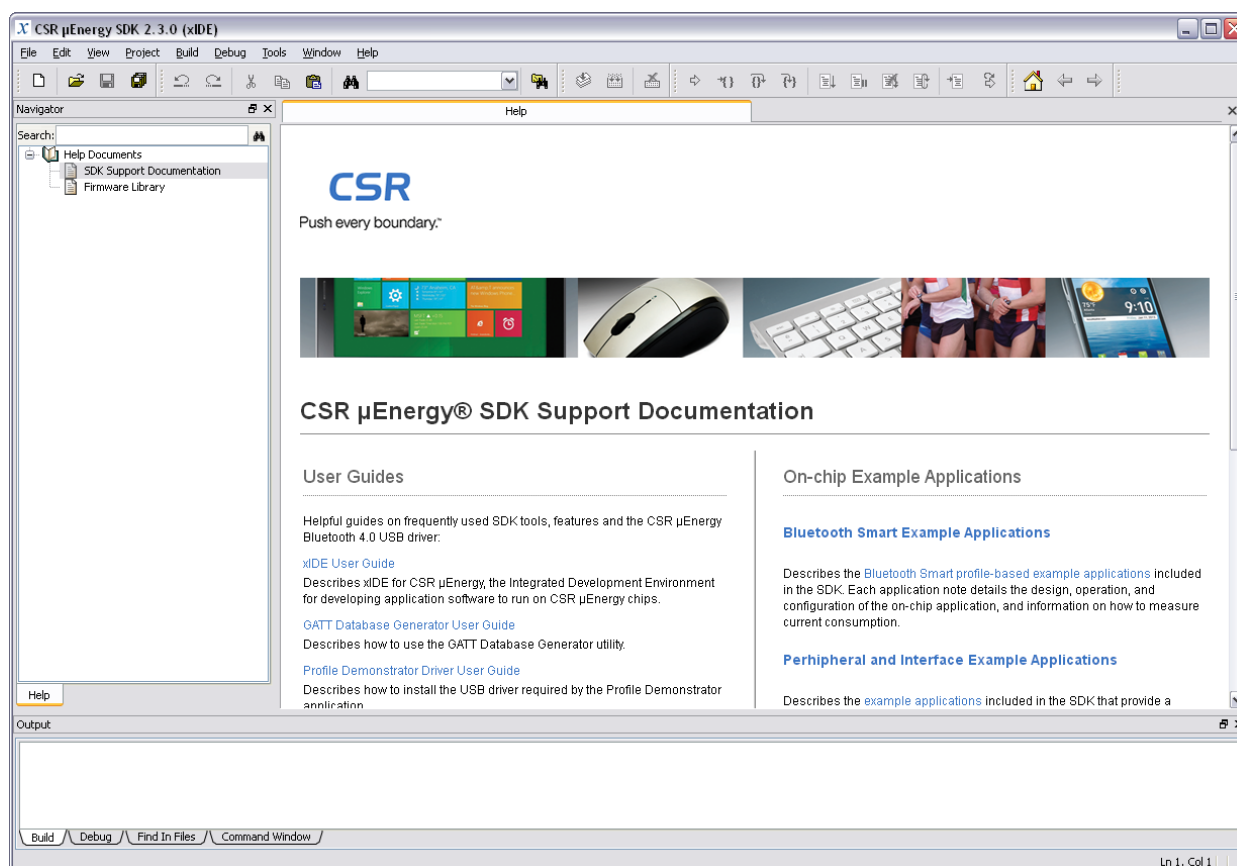 CSR µEnergy SDK 2.3.0 (xIDE)
File Edit View Project Build Debug Tools Window Help
Navigator
Help
Search:
Help Documents
SDK Support Documentation
Firmware Library
CSR
Push every boundary.™
9:10
CSR µEnergy® SDK Support Documentation
User Guides
Helpful guides on frequently used SDK tools, features and the CSR µEnergy
Bluetooth 4.0 USB driver:
xIDE User Guide
Describes xIDE for CSR µEnergy, the Integrated Development Environment
for developing application software to run on CSR µEnergy chips.
GATT Database Generator User Guide
Describes how to use the GATT Database Generator utility.
Profile Demonstrator Driver User Guide
Describes how to install the USB driver required by the Profile Demonstrator
application
On-chip Example Applications
Bluetooth Smart Example Applications
Describes the Bluetooth Smart profile-based example applications included
in the SDK. Each application note details the design, operation, and
configuration of the on-chip application, and information on how to measure
current consumption.
Perhipheral and Interface Example Applications
Describes the example applications included in the SDK that provide a
Help
Output
Build Debug Find In Files Command Window
Ln 1, Col 1